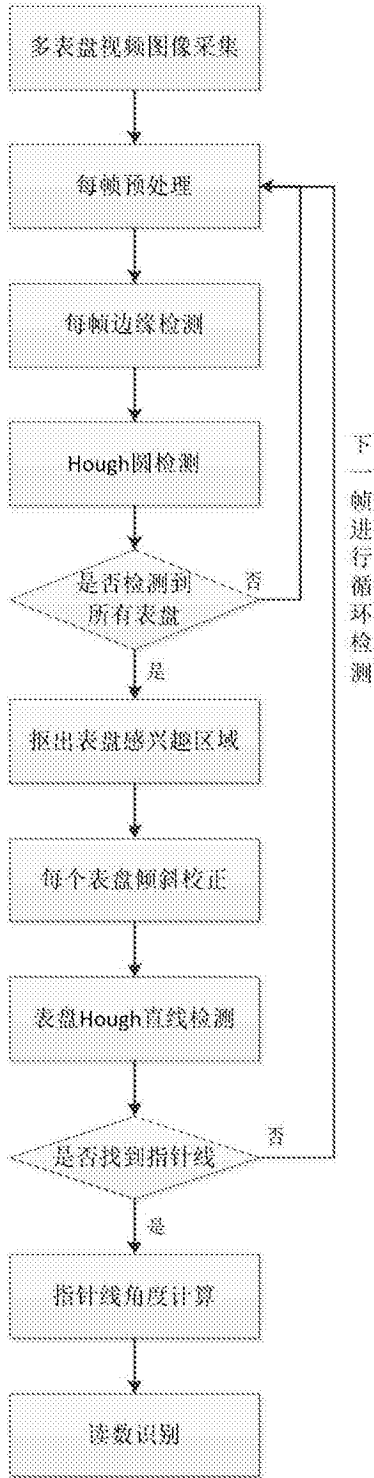 多表盘视频图像采集
每帧预处理
每帧边缘检测
Hough圆检测
是否检测到
所有表盘
否
是
抠出表盘感兴趣区域
每个表盘倾斜校正
表盘Hough直线检测
是否找到指针线
否
是
指针线角度计算
读数识别
下一帧进行循环检测